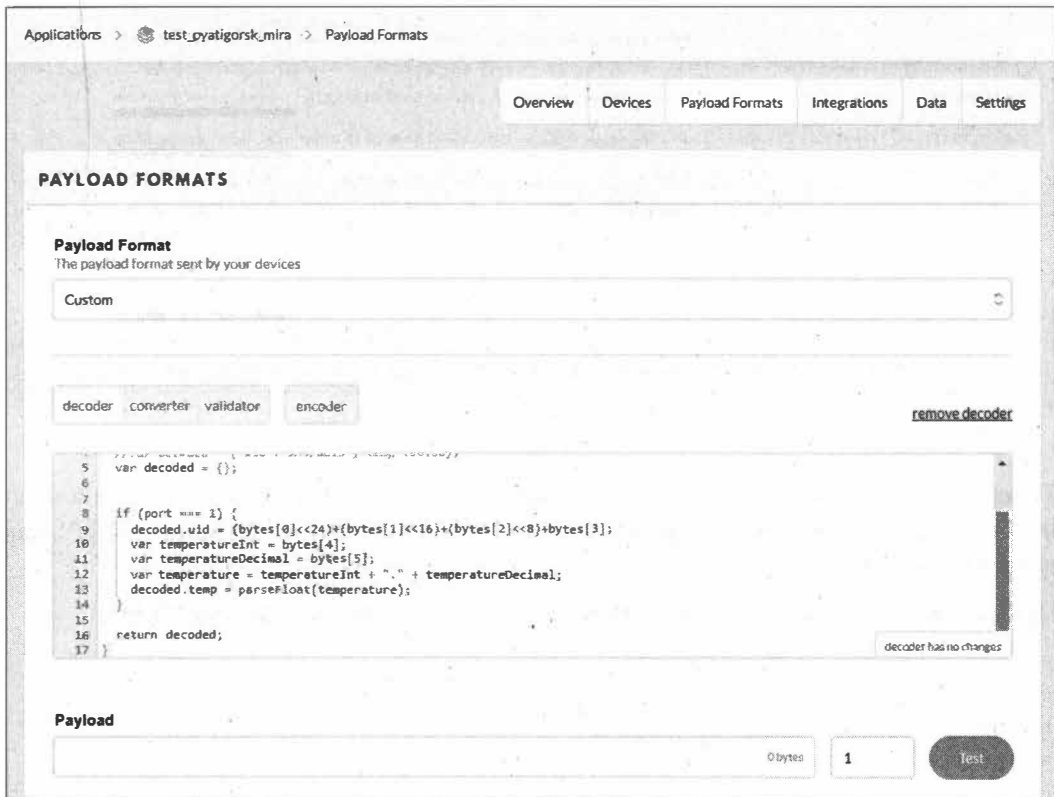 Applications > test_pyatigorsk_mira > Payload Formats
Overview Devices Payload Formats Integrations Data Settings
PAYLOAD FORMATS
Payload Format
The payload format sent by your devices
Custom
decoder converter validator encoder
remove decoder
5 var decoded = {};
6
7
8 if (port === 1) {
9 decoded.uid = (bytes[0]<<24)+(bytes[1]<<16)+(bytes[2]<<8)+bytes[3];
10 var temperatureInt = bytes[4];
11 var temperatureDecimal = bytes[5];
12 var temperature = temperatureInt + "." + temperatureDecimal;
13 decoded.temp = parseFloat(temperature);
14 }
15
16 return decoded;
17 }
decoder has no changes
Payload
0 bytes 1 Test